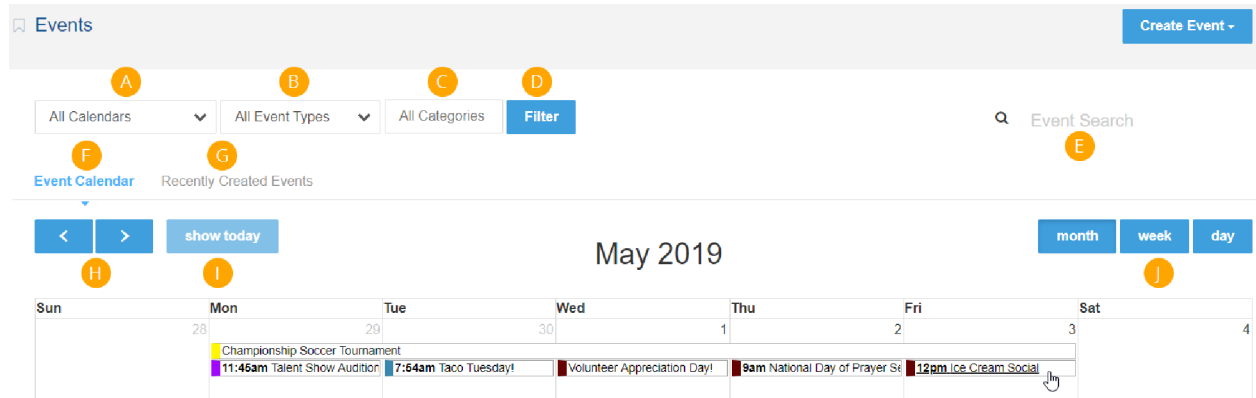 Events
Create Event
A B C D
All Calendars All Event Types All Categories Filter Event Search
E
F G
Event Calendar Recently Created Events
< > show today May 2019 month week day
H I J
Sun Mon Tue Wed Thu Fri Sat
28 29 30 1 2 3 4
Championship Soccer Tournament
11:45am Talent Show Audition 7:54am Taco Tuesday! Volunteer Appreciation Day! 9am National Day of Prayer Se 12pm Ice Cream Social